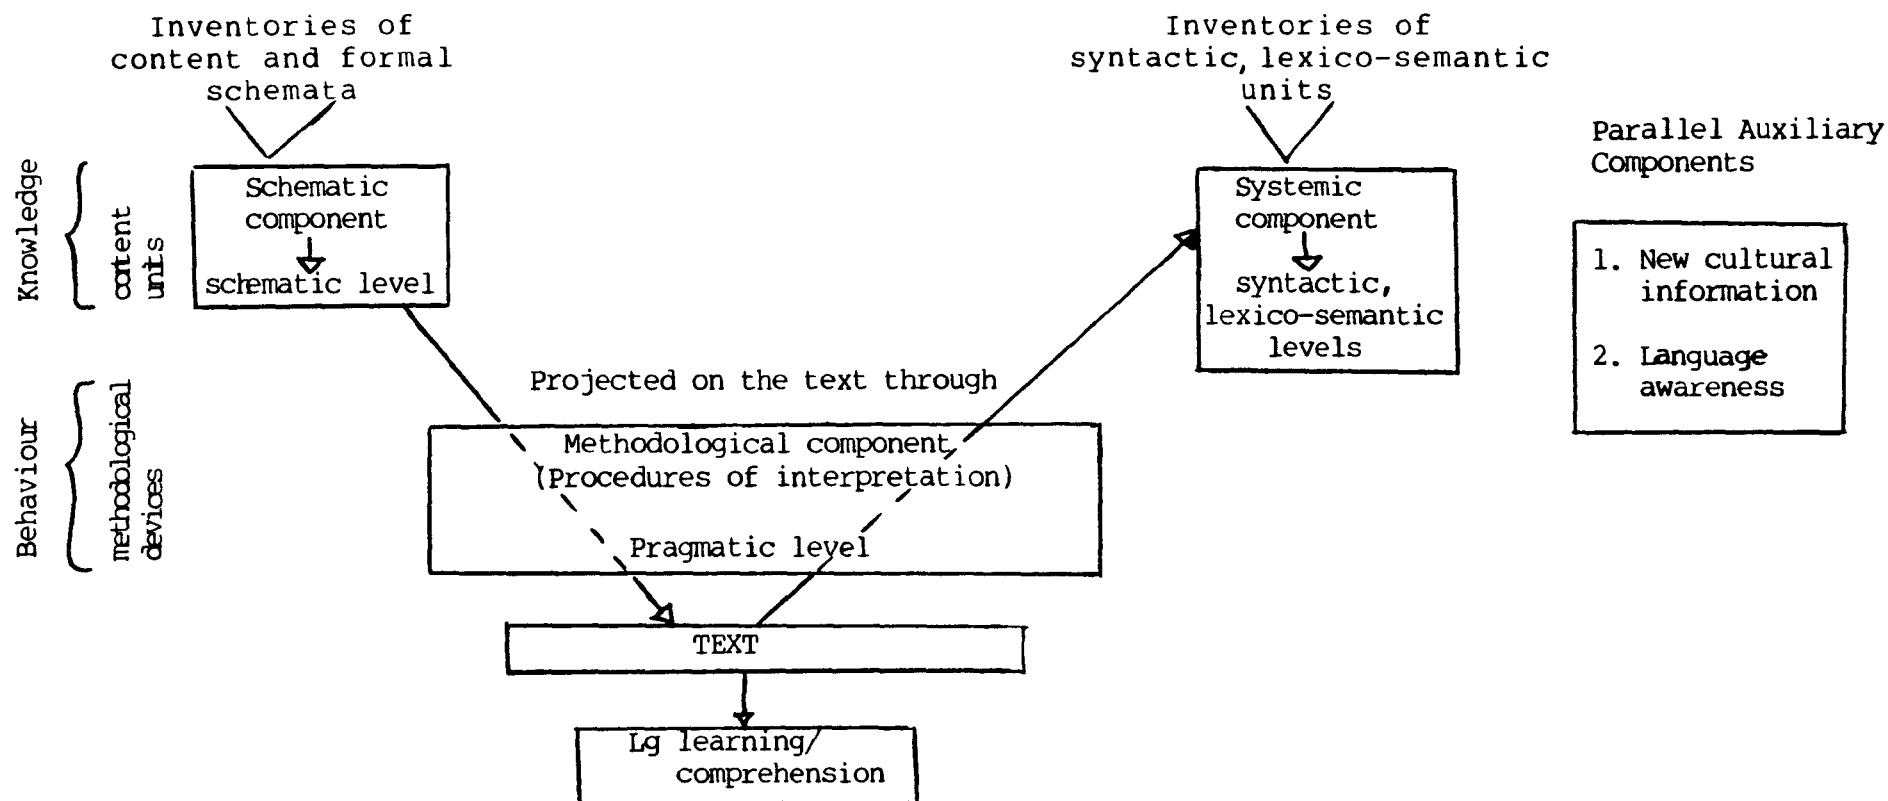 Inventories of
content and formal
schemata
Inventories of
syntactic, lexico-semantic
units
Parallel Auxiliary
Components
Knowledge
content
units
Schematic
component
schematic level
Systemic
component
syntactic,
lexico-semantic
levels
1. New cultural
information
2. Language
awareness
Behaviour
methodological
devices
Projected on the text through
Methodological component
(Procedures of interpretation)
Pragmatic level
TEXT
Lg learning/
comprehension